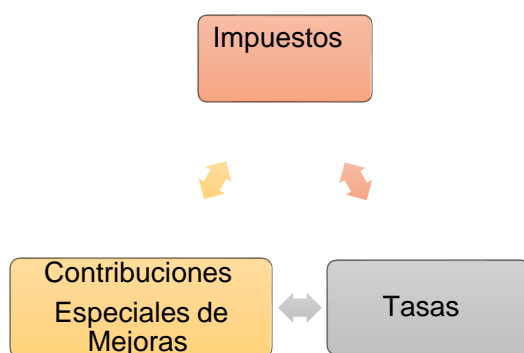 Impuestos
Contribuciones
Especiales de
Mejoras
Tasas